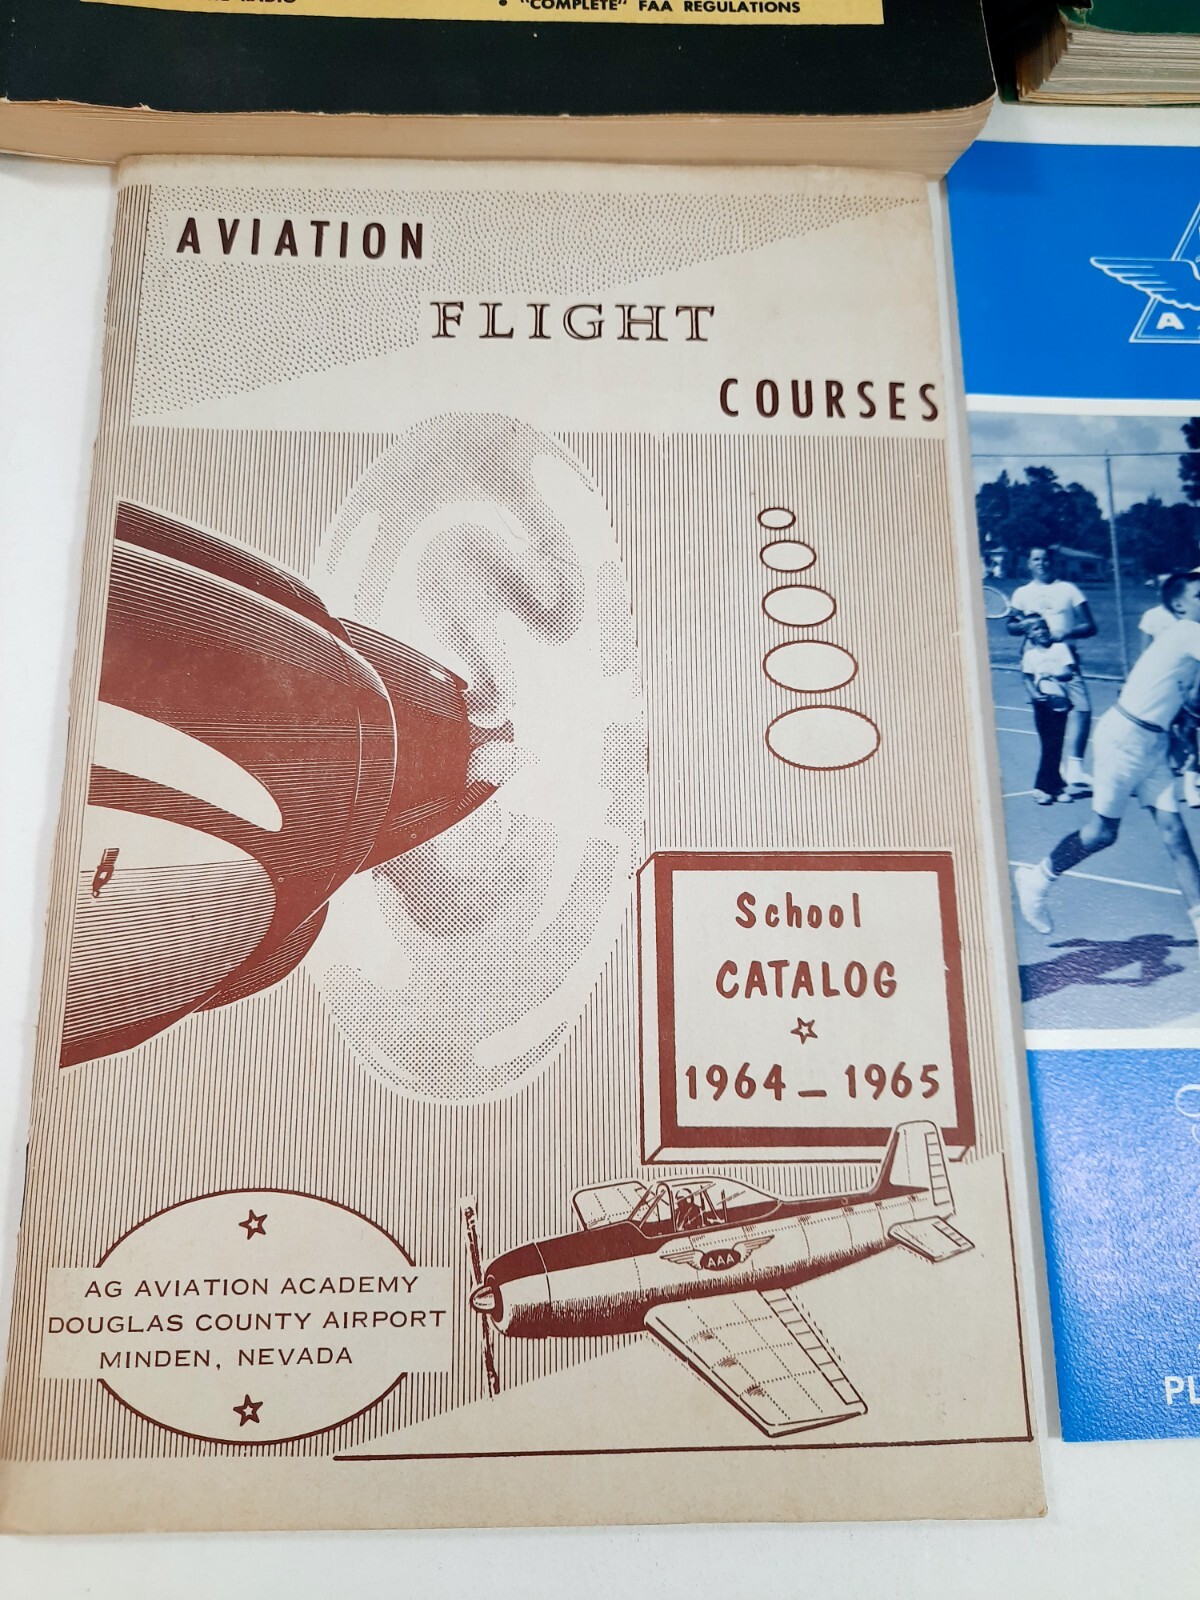 • "COMPLETE" FAA REGULATIONS
AVIATION
FLIGHT
COURSES
School
CATALOG
1964 - 1965
AAA
AG AVIATION ACADEMY
DOUGLAS COUNTY AIRPORT
MINDEN, NEVADA
A